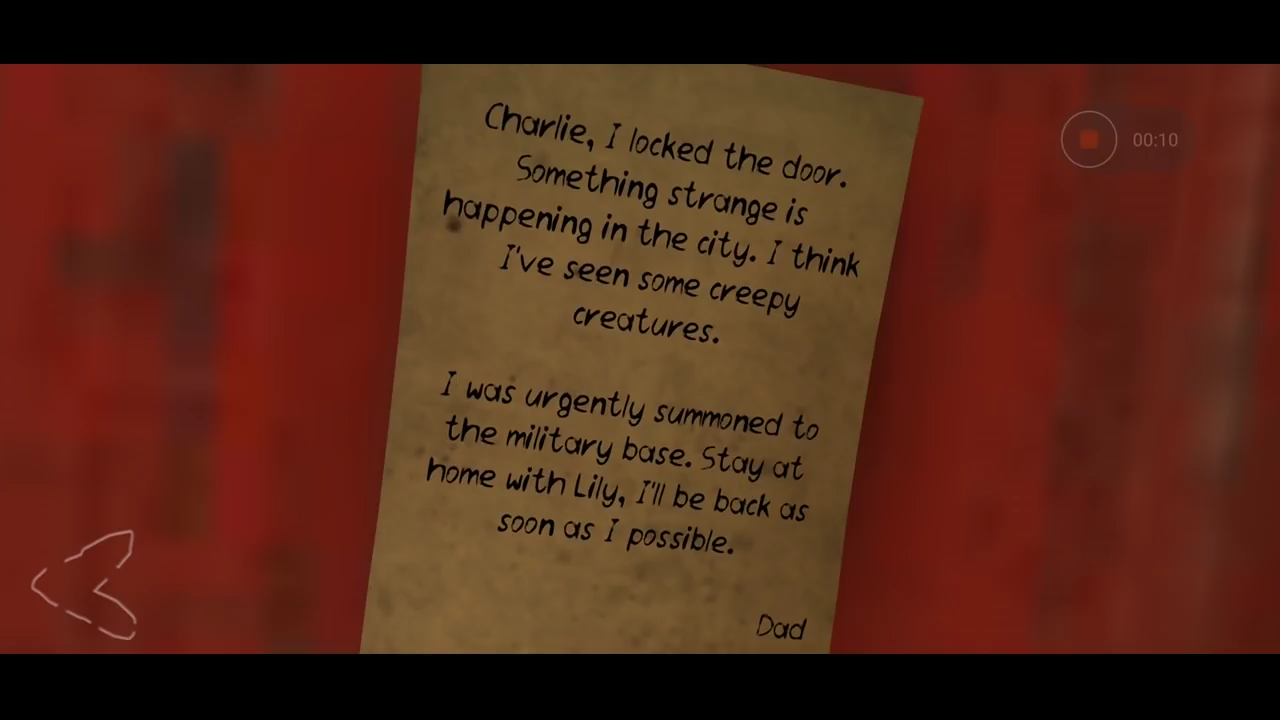 Charlie, I locked the door.
Something strange is
happening in the city. I think
I've seen some creepy
creatures.
I was urgently summoned to
the military base. Stay at
home with Lily, I'll be back as
soon as I possible.
Dad
00:10